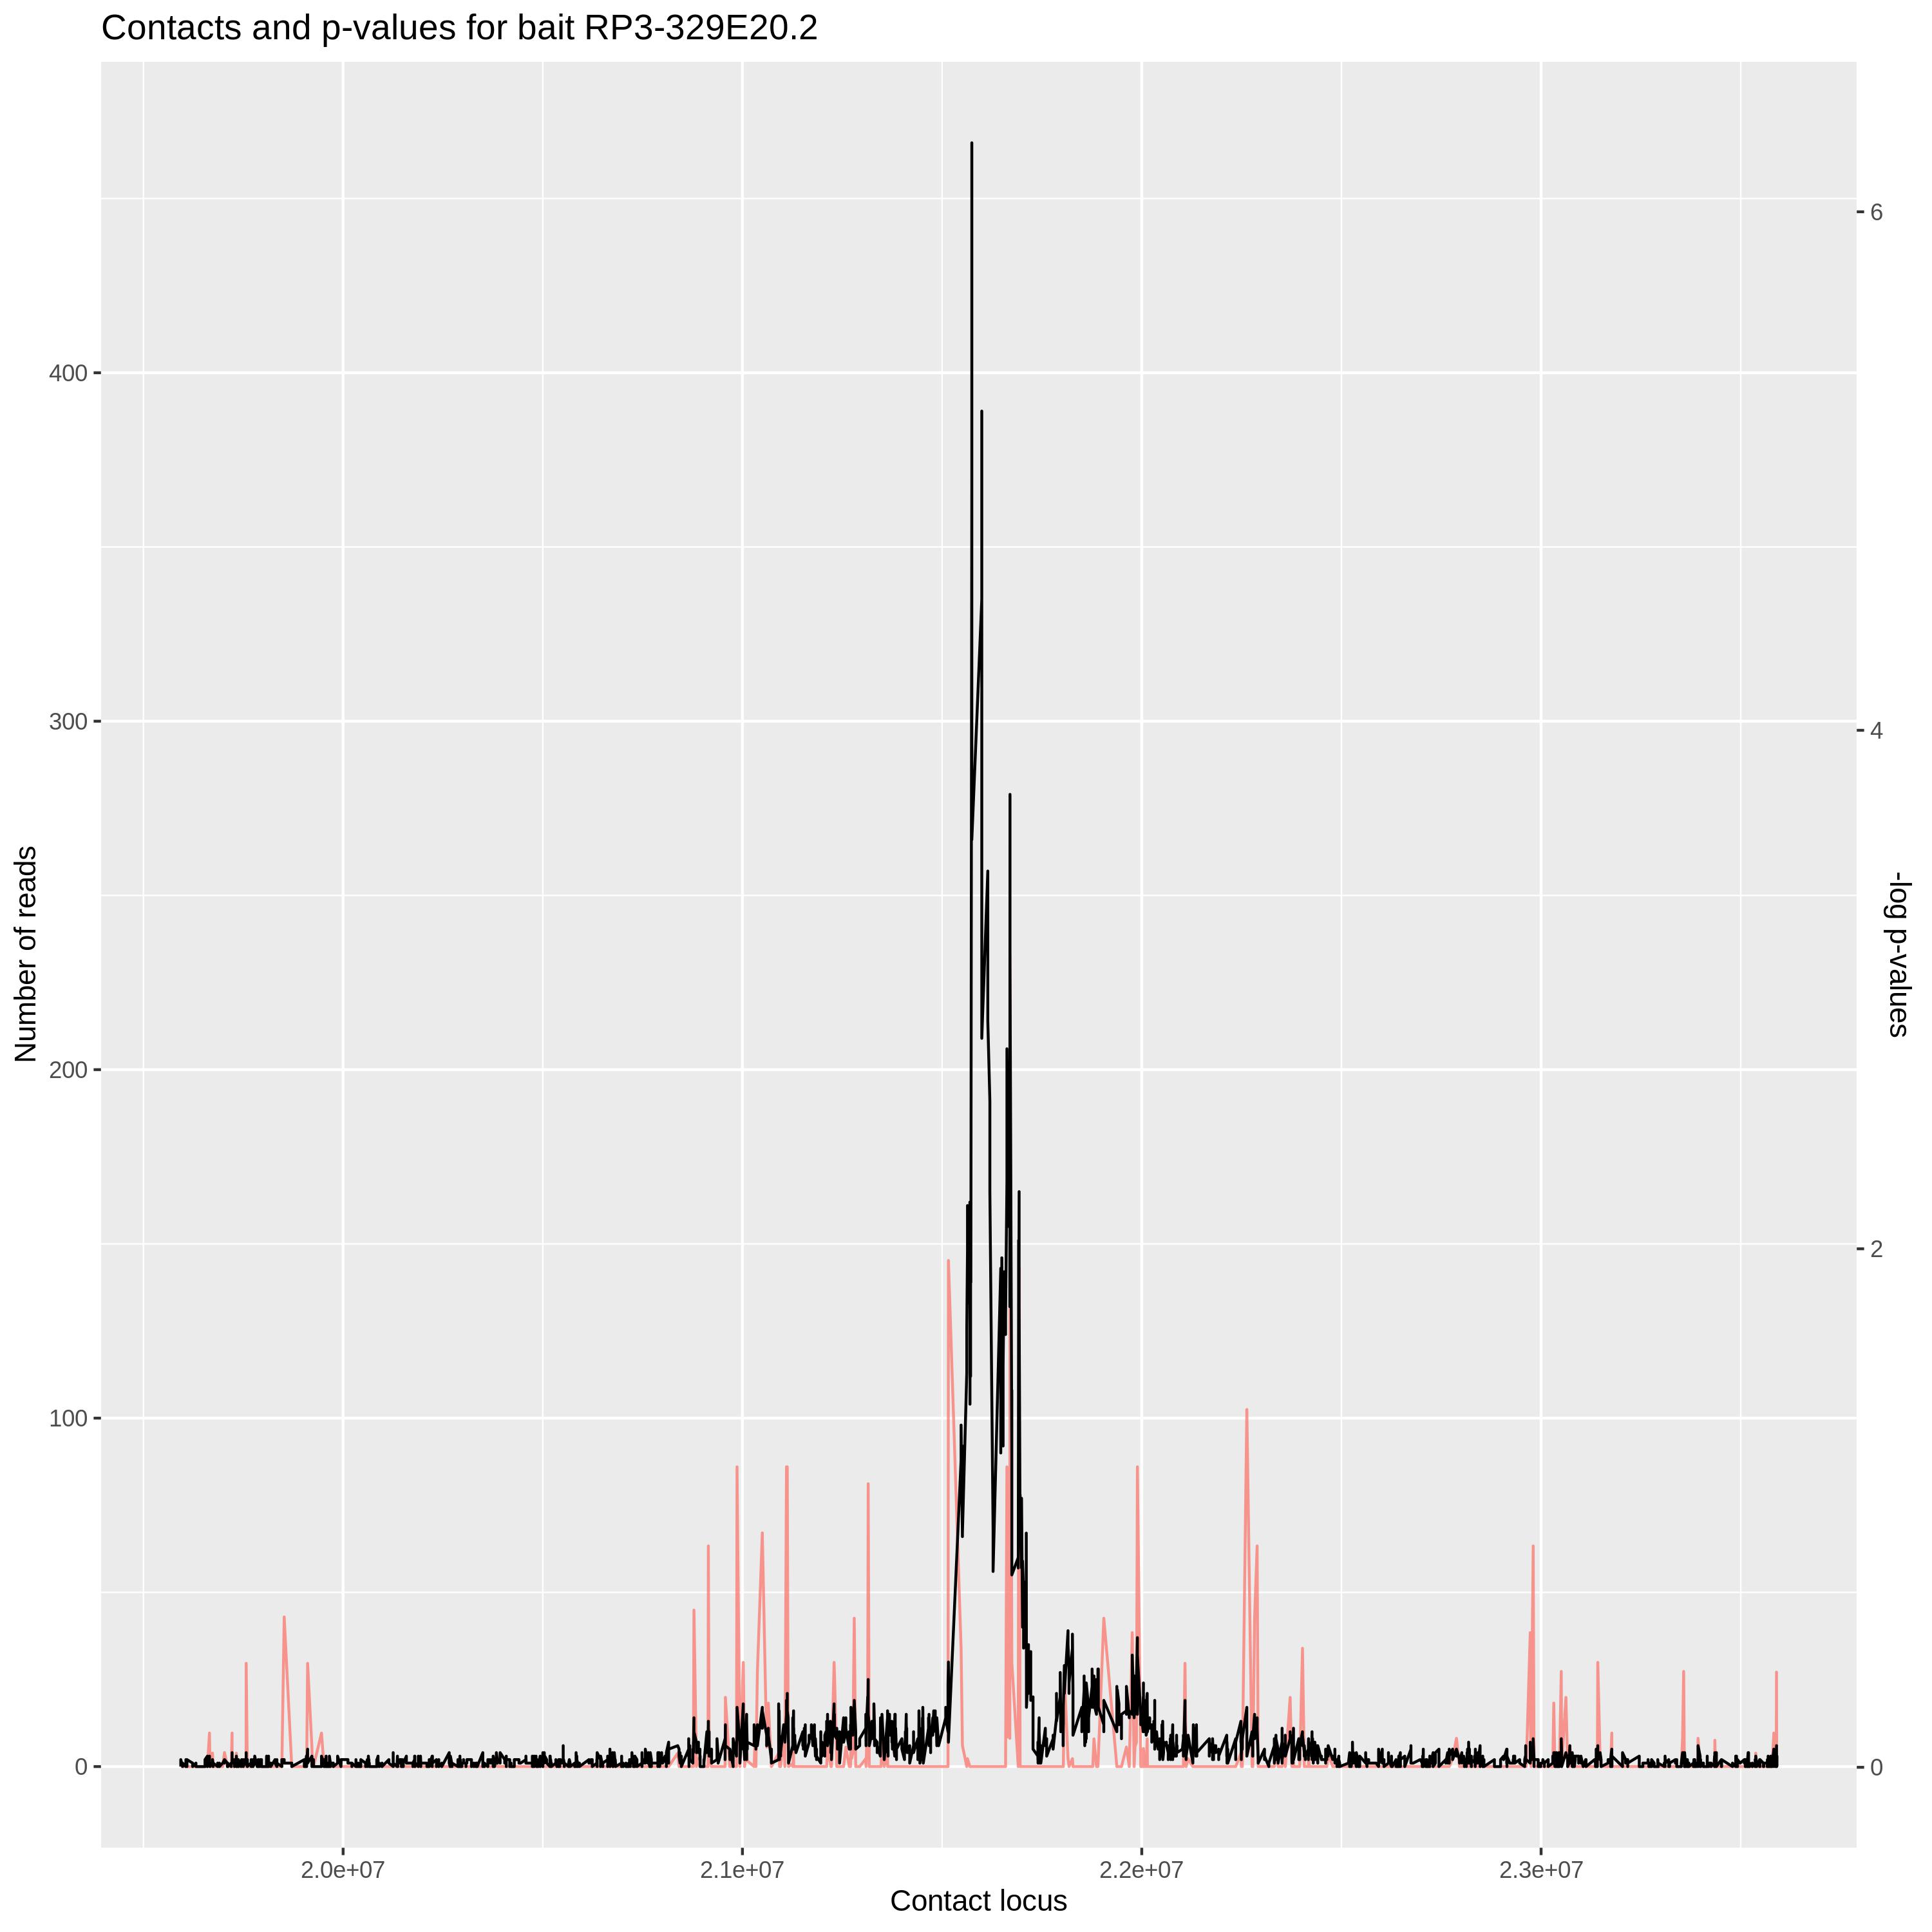 Contacts and p-values for bait RP3-329E20.2
Number of reads
400
300
200
100
0
6
4
2
0
-log p-values
2.0e+07
2.1e+07
2.2e+07
2.3e+07
Contact locus